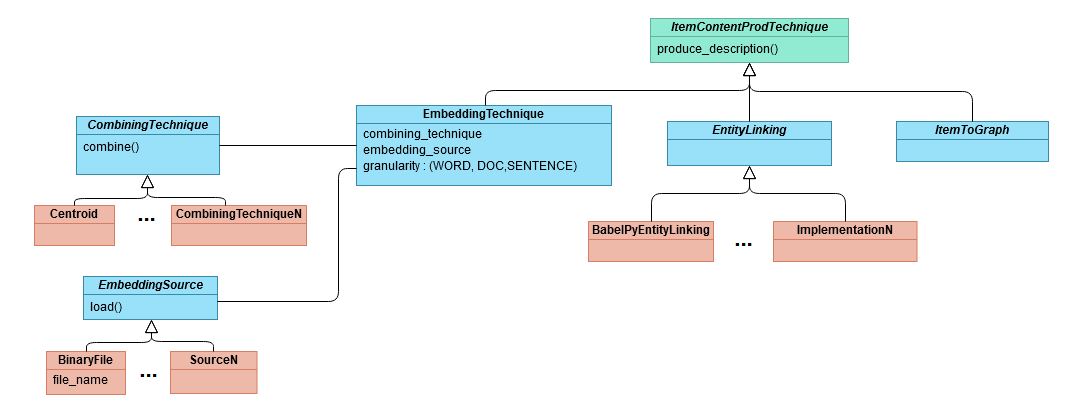 ItemContentProdTechnique
produce_description()
CombiningTechnique
combine()
EmbeddingTechnique
combining_technique
embedding_source
granularity : (WORD, DOC,SENTENCE)
EntityLinking
ItemToGraph
Centroid
...
CombiningTechniqueN
BabelPyEntityLinking
...
ImplementationN
EmbeddingSource
load()
BinaryFile
file_name
...
SourceN